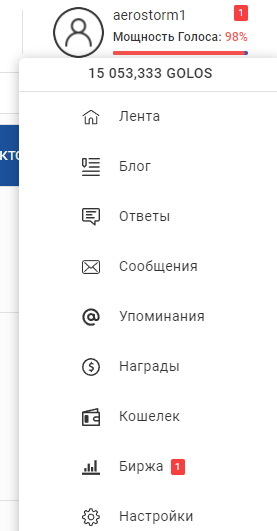 aerostorm1 1
Мощность Голоса: 98%
15 053,333 GOLOS
Лента
Блог
кто
Ответы
Сообщения
Упоминания
Награды
Кошелек
Биржа 1
Настройки